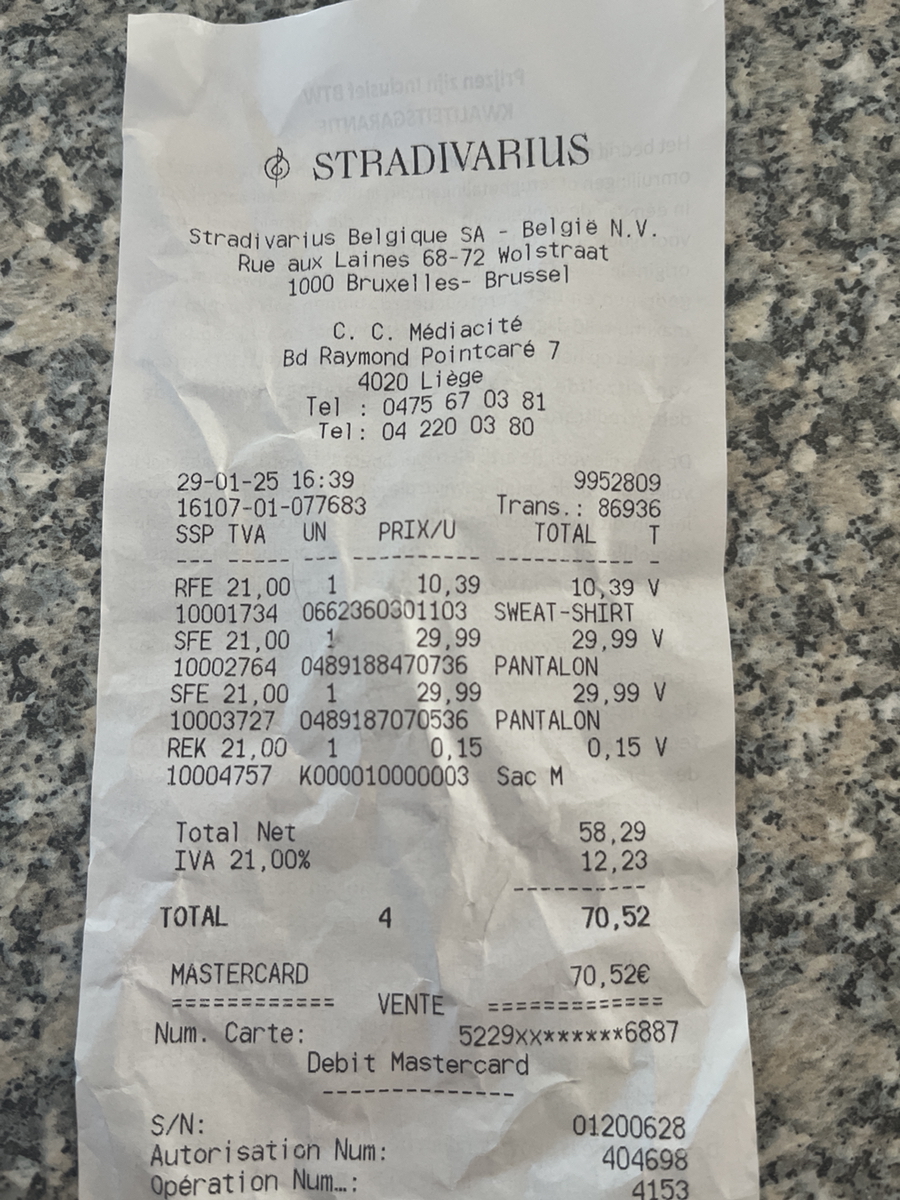 STRADIVARIUS
Stradivarius Belgique SA - België N.V.
Rue aux Laines 68-72 Wolstraat
1000 Bruxelles- Brussel
C. C. Médiacité
Bd Raymond Pointcaré 7
4020 Liège
Tel : 0475 67 03 81
Tel: 04 220 03 80
29-01-25 16:39 9952809
16107-01-077683 Trans.: 86936
SSP TVA UN PRIX/U TOTAL T
--- ----- --- ---------- ----------- -
RFE 21,00 1 10,39 10,39 V
10001734 0662360301103 SWEAT-SHIRT
SFE 21,00 1 29,99 29,99 V
10002764 0489188470736 PANTALON
SFE 21,00 1 29,99 29,99 V
10003727 0489187070536 PANTALON
REK 21,00 1 0,15 0,15 V
10004757 K000010000003 Sac M
Total Net 58,29
IVA 21,00% 12,23
----------
TOTAL 4 70,52
MASTERCARD 70,52€
============ VENTE =============
Num. Carte: 5229xx******6887
Debit Mastercard
--------------
S/N: 01200628
Autorisation Num: 404698
Opération Num…: 4153